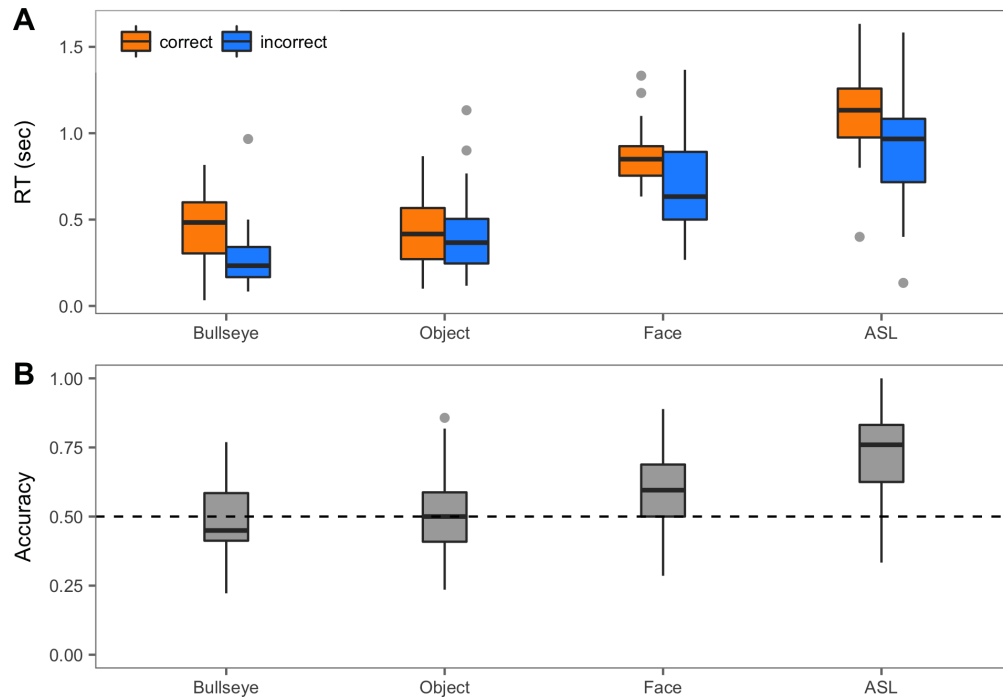 A
correct incorrect
1.5
1.0
0.5
0.0
RT (sec)
Bullseye Object Face ASL
B
1.00
0.75
0.50
0.25
0.00
Accuracy
Bullseye Object Face ASL